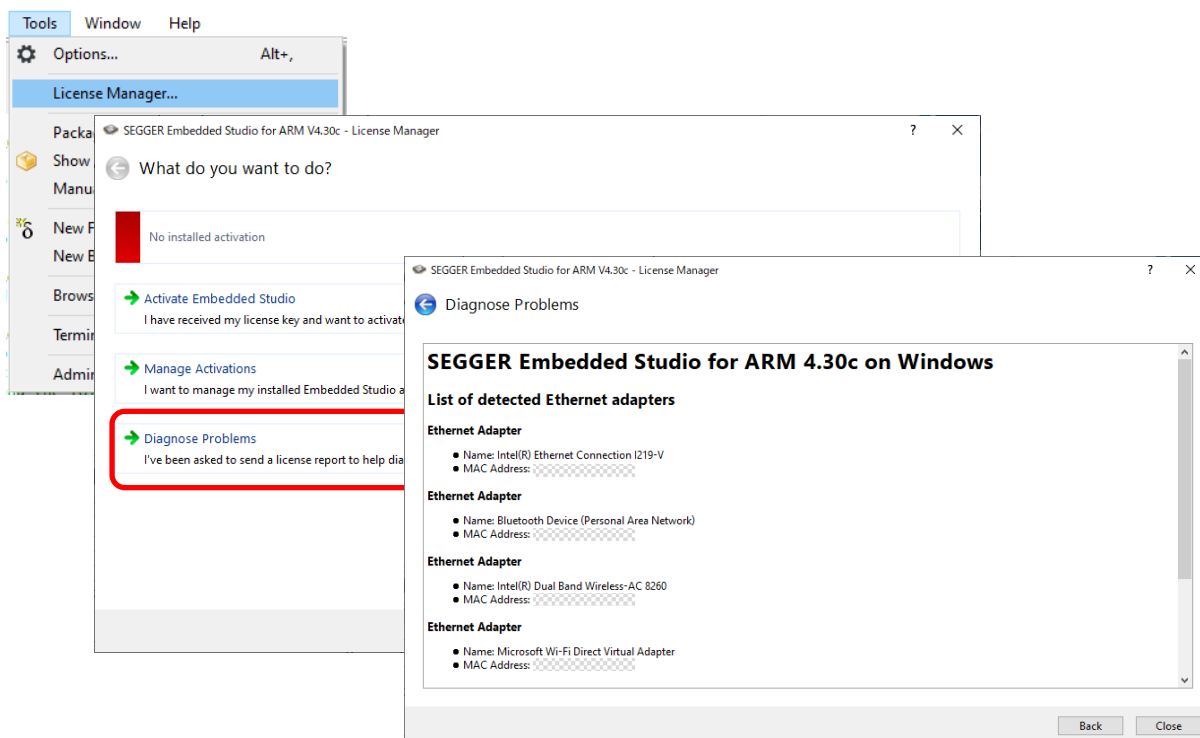 Tools Window Help
Options... Alt+,
License Manager...
Packa
Show
Manu
New F
New B
Brows
Termin
Admin
SEGGER Embedded Studio for ARM V4.30c - License Manager
What do you want to do?
No installed activation
Activate Embedded Studio
I have received my license key and want to activate
Manage Activations
I want to manage my installed Embedded Studio a
Diagnose Problems
I've been asked to send a license report to help dia
SEGGER Embedded Studio for ARM V4.30c - License Manager
Diagnose Problems
SEGGER Embedded Studio for ARM 4.30c on Windows
List of detected Ethernet adapters
Ethernet Adapter
Name: Intel(R) Ethernet Connection I219-V
MAC Address:
Ethernet Adapter
Name: Bluetooth Device (Personal Area Network)
MAC Address:
Ethernet Adapter
Name: Intel(R) Dual Band Wireless-AC 8260
MAC Address:
Ethernet Adapter
Name: Microsoft Wi-Fi Direct Virtual Adapter
MAC Address:
Back Close